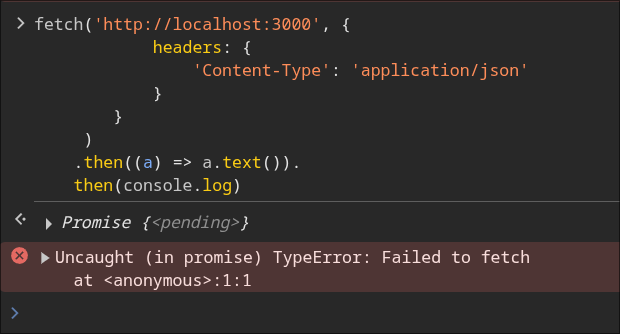 fetch('http://localhost:3000', {
headers: {
'Content-Type': 'application/json'
}
}
)
.then((a) => a.text()).
then(console.log)
Promise {<pending>}
Uncaught (in promise) TypeError: Failed to fetch
at <anonymous>:1:1